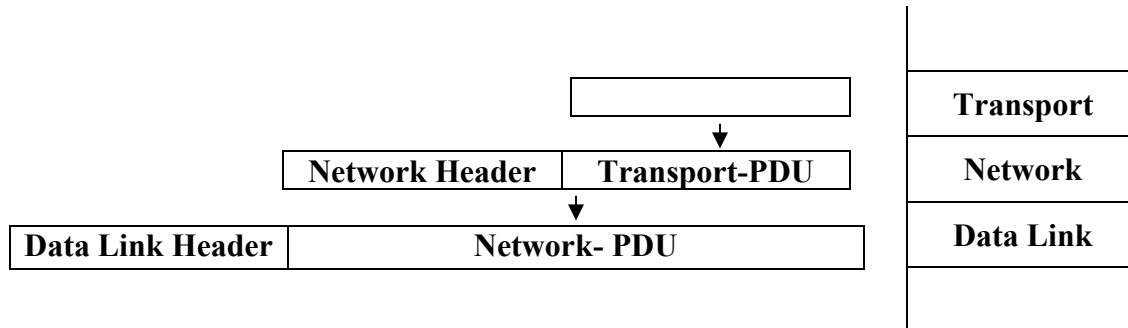 Transport
Network Header Transport-PDU
Network
Data Link Header Network- PDU
Data Link